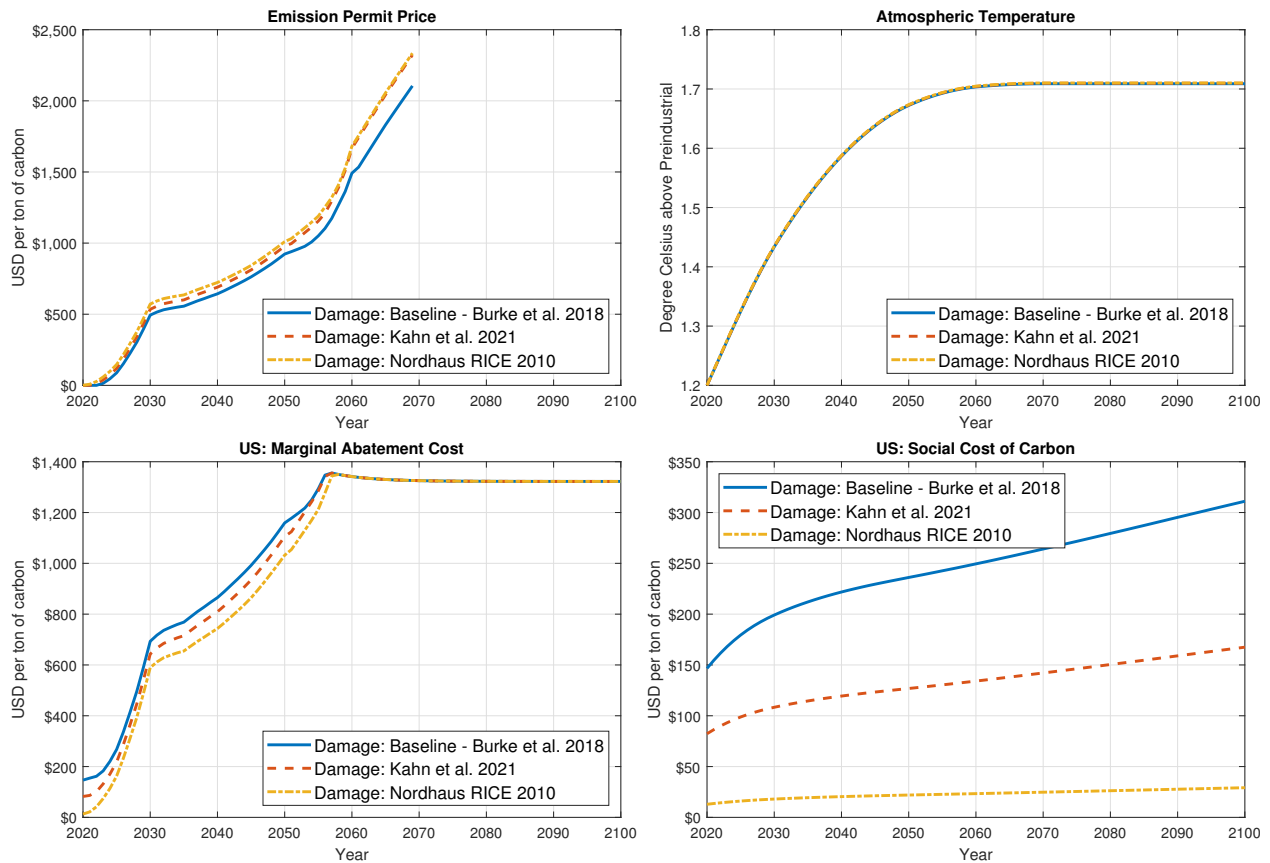 Emission Permit Price
$2,500
$2,000
$1,500
$1,000
$500
$0
USD per ton of carbon
2020 2030 2040 2050 2060 2070 2080 2090 2100
Year
Damage: Baseline - Burke et al. 2018
Damage: Kahn et al. 2021
Damage: Nordhaus RICE 2010
Atmospheric Temperature
1.8
1.7
1.6
1.5
1.4
1.3
1.2
Degree Celsius above Preindustrial
2020 2030 2040 2050 2060 2070 2080 2090 2100
Year
Damage: Baseline - Burke et al. 2018
Damage: Kahn et al. 2021
Damage: Nordhaus RICE 2010
US: Marginal Abatement Cost
$1,400
$1,200
$1,000
$800
$600
$400
$200
$0
USD per ton of carbon
2020 2030 2040 2050 2060 2070 2080 2090 2100
Year
Damage: Baseline - Burke et al. 2018
Damage: Kahn et al. 2021
Damage: Nordhaus RICE 2010
US: Social Cost of Carbon
$350
$300
$250
$200
$150
$100
$50
$0
USD per ton of carbon
2020 2030 2040 2050 2060 2070 2080 2090 2100
Year
Damage: Baseline - Burke et al. 2018
Damage: Kahn et al. 2021
Damage: Nordhaus RICE 2010